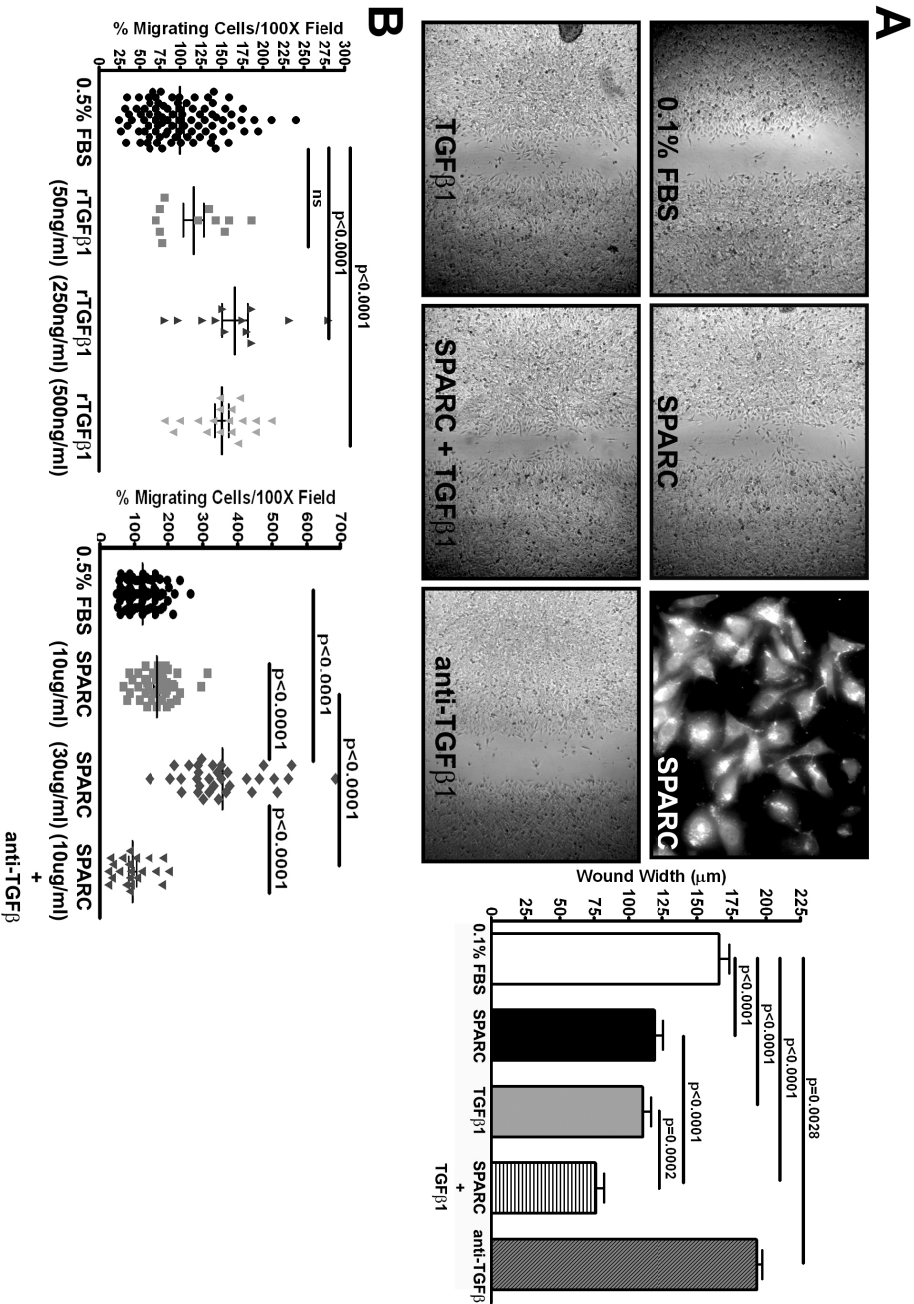 A
0.1% FBS
SPARC
SPARC
TGFβ1
SPARC + TGFβ1
anti-TGFβ1
Wound Width (μm)
225
200
175
150
125
100
75
50
25
0
p=0.0028
p<0.0001
p<0.0001
p<0.0001
p<0.0001
p=0.0002
0.1% FBS
SPARC
TGFβ1
SPARC
+
TGFβ1
anti-TGFβ
B
% Migrating Cells/100X Field
300
275
250
225
200
175
150
125
100
75
50
25
0
p<0.0001
p<0.0001
ns
0.5% FBS
rTGFβ1
(50ng/ml)
rTGFβ1
(250ng/ml)
rTGFβ1
(500ng/ml)
% Migrating Cells/100X Field
700
600
500
400
300
200
100
0
p<0.0001
p<0.0001
p<0.0001
p<0.0001
0.5% FBS
SPARC
(10ug/ml)
SPARC
(30ug/ml)
SPARC
(10ug/ml)
+
anti-TGFβ